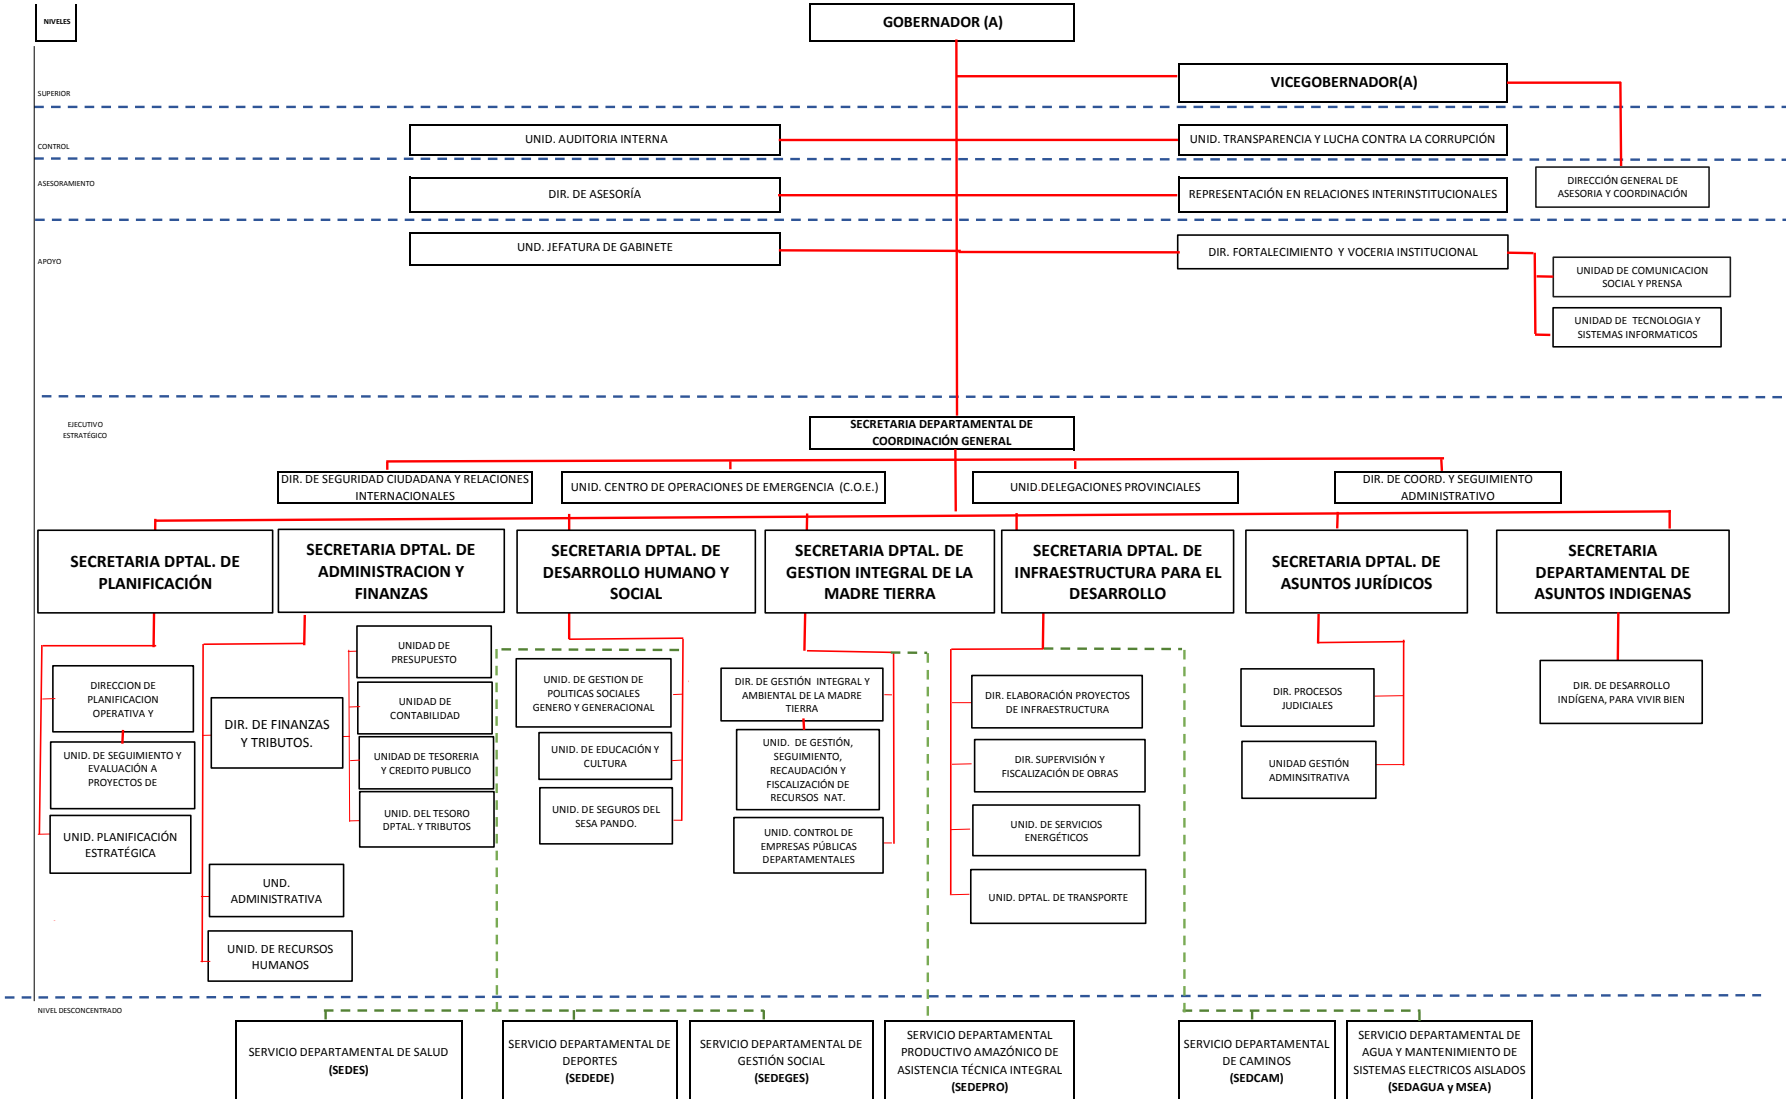 NIVELES
GOBERNADOR (A)
VICEGOBERNADOR(A)
SUPERIOR
UNID. AUDITORIA INTERNA
UNID. TRANSPARENCIA Y LUCHA CONTRA LA CORRUPCIÓN
CONTROL
ASESORAMIENTO
DIR. DE ASESORÍA
REPRESENTACIÓN EN RELACIONES INTERINSTITUCIONALES
DIRECCIÓN GENERAL DE
ASESORIA Y COORDINACIÓN
UND. JEFATURA DE GABINETE
DIR. FORTALECIMIENTO Y VOCERIA INSTITUCIONAL
APOYO
UNIDAD DE COMUNICACION
SOCIAL Y PRENSA
UNIDAD DE TECNOLOGIA Y
SISTEMAS INFORMATICOS
EJECUTIVO
ESTRATÉGICO
SECRETARIA DEPARTAMENTAL DE
COORDINACIÓN GENERAL
DIR. DE SEGURIDAD CIUDADANA Y RELACIONES
INTERNACIONALES
UNID. CENTRO DE OPERACIONES DE EMERGENCIA (C.O.E.)
UNID.DELEGACIONES PROVINCIALES
DIR. DE COORD. Y SEGUIMIENTO
ADMINISTRATIVO
SECRETARIA DPTAL. DE
PLANIFICACIÓN
SECRETARIA DPTAL. DE
ADMINISTRACION Y
FINANZAS
SECRETARIA DPTAL. DE
DESARROLLO HUMANO Y
SOCIAL
SECRETARIA DPTAL. DE
GESTION INTEGRAL DE LA
MADRE TIERRA
SECRETARIA DPTAL. DE
INFRAESTRUCTURA PARA EL
DESARROLLO
SECRETARIA DPTAL. DE
ASUNTOS JURÍDICOS
SECRETARIA
DEPARTAMENTAL DE
ASUNTOS INDIGENAS
DIRECCION DE
PLANIFICACION
OPERATIVA Y
UNID. DE SEGUIMIENTO Y
EVALUACIÓN A
PROYECTOS DE
UNID. PLANIFICACIÓN
ESTRATÉGICA
DIR. DE FINANZAS
Y TRIBUTOS.
UNIDAD DE
PRESUPUESTO
UNIDAD DE
CONTABILIDAD
UNIDAD DE TESORERIA
Y CREDITO PUBLICO
UNID. DEL TESORO
DPTAL. Y TRIBUTOS
UND.
ADMINISTRATIVA
UNID. DE RECURSOS
HUMANOS
UNID. DE GESTION DE
POLITICAS SOCIALES
GENERO Y GENERACIONAL
UNID. DE EDUCACIÓN Y
CULTURA
UNID. DE SEGUROS DEL
SESA PANDO.
DIR. DE GESTIÓN INTEGRAL Y
AMBIENTAL DE LA MADRE
TIERRA
UNID. DE GESTIÓN,
SEGUIMIENTO,
RECAUDACIÓN Y
FISCALIZACIÓN DE
RECURSOS NAT.
UNID. CONTROL DE
EMPRESAS PÚBLICAS
DEPARTAMENTALES
DIR. ELABORACIÓN PROYECTOS
DE INFRAESTRUCTURA
DIR. SUPERVISIÓN Y
FISCALIZACIÓN DE OBRAS
UNID. DE SERVICIOS
ENERGÉTICOS
UNID. DPTAL. DE TRANSPORTE
DIR. PROCESOS
JUDICIALES
UNIDAD GESTIÓN
ADMINSITRATIVA
DIR. DE DESARROLLO
INDÍGENA, PARA VIVIR BIEN
NIVEL DESCONCENTRADO
SERVICIO DEPARTAMENTAL DE SALUD
(SEDES)
SERVICIO DEPARTAMENTAL DE
DEPORTES
(SEDEDE)
SERVICIO DEPARTAMENTAL DE
GESTIÓN SOCIAL
(SEDEGES)
SERVICIO DEPARTAMENTAL
PRODUCTIVO AMAZÓNICO DE
ASISTENCIA TÉCNICA INTEGRAL
(SEDEPRO)
SERVICIO DEPARTAMENTAL
DE CAMINOS
(SEDCAM)
SERVICIO DEPARTAMENTAL DE
AGUA Y MANTENIMIENTO DE
SISTEMAS ELECTRICOS AISLADOS
(SEDAGUA y MSEA)